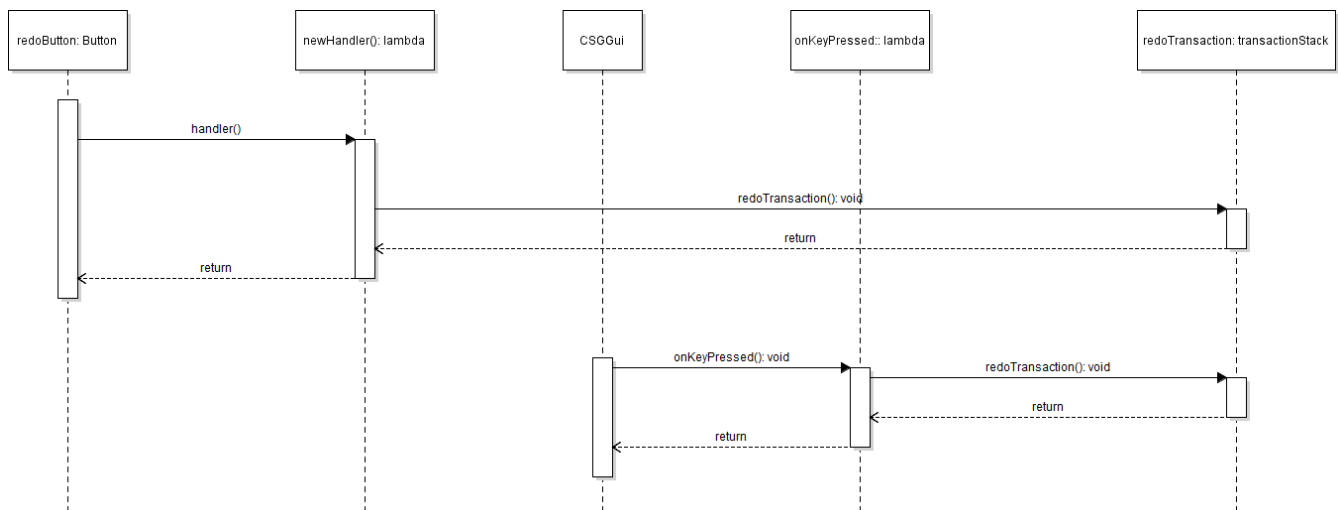 redoButton: Button
newHandler(): lambda
CSGGui
onKeyPressed:: lambda
redoTransaction: transactionStack
handler()
redoTransaction(): void
return
return
onKeyPressed(): void
redoTransaction(): void
return
return